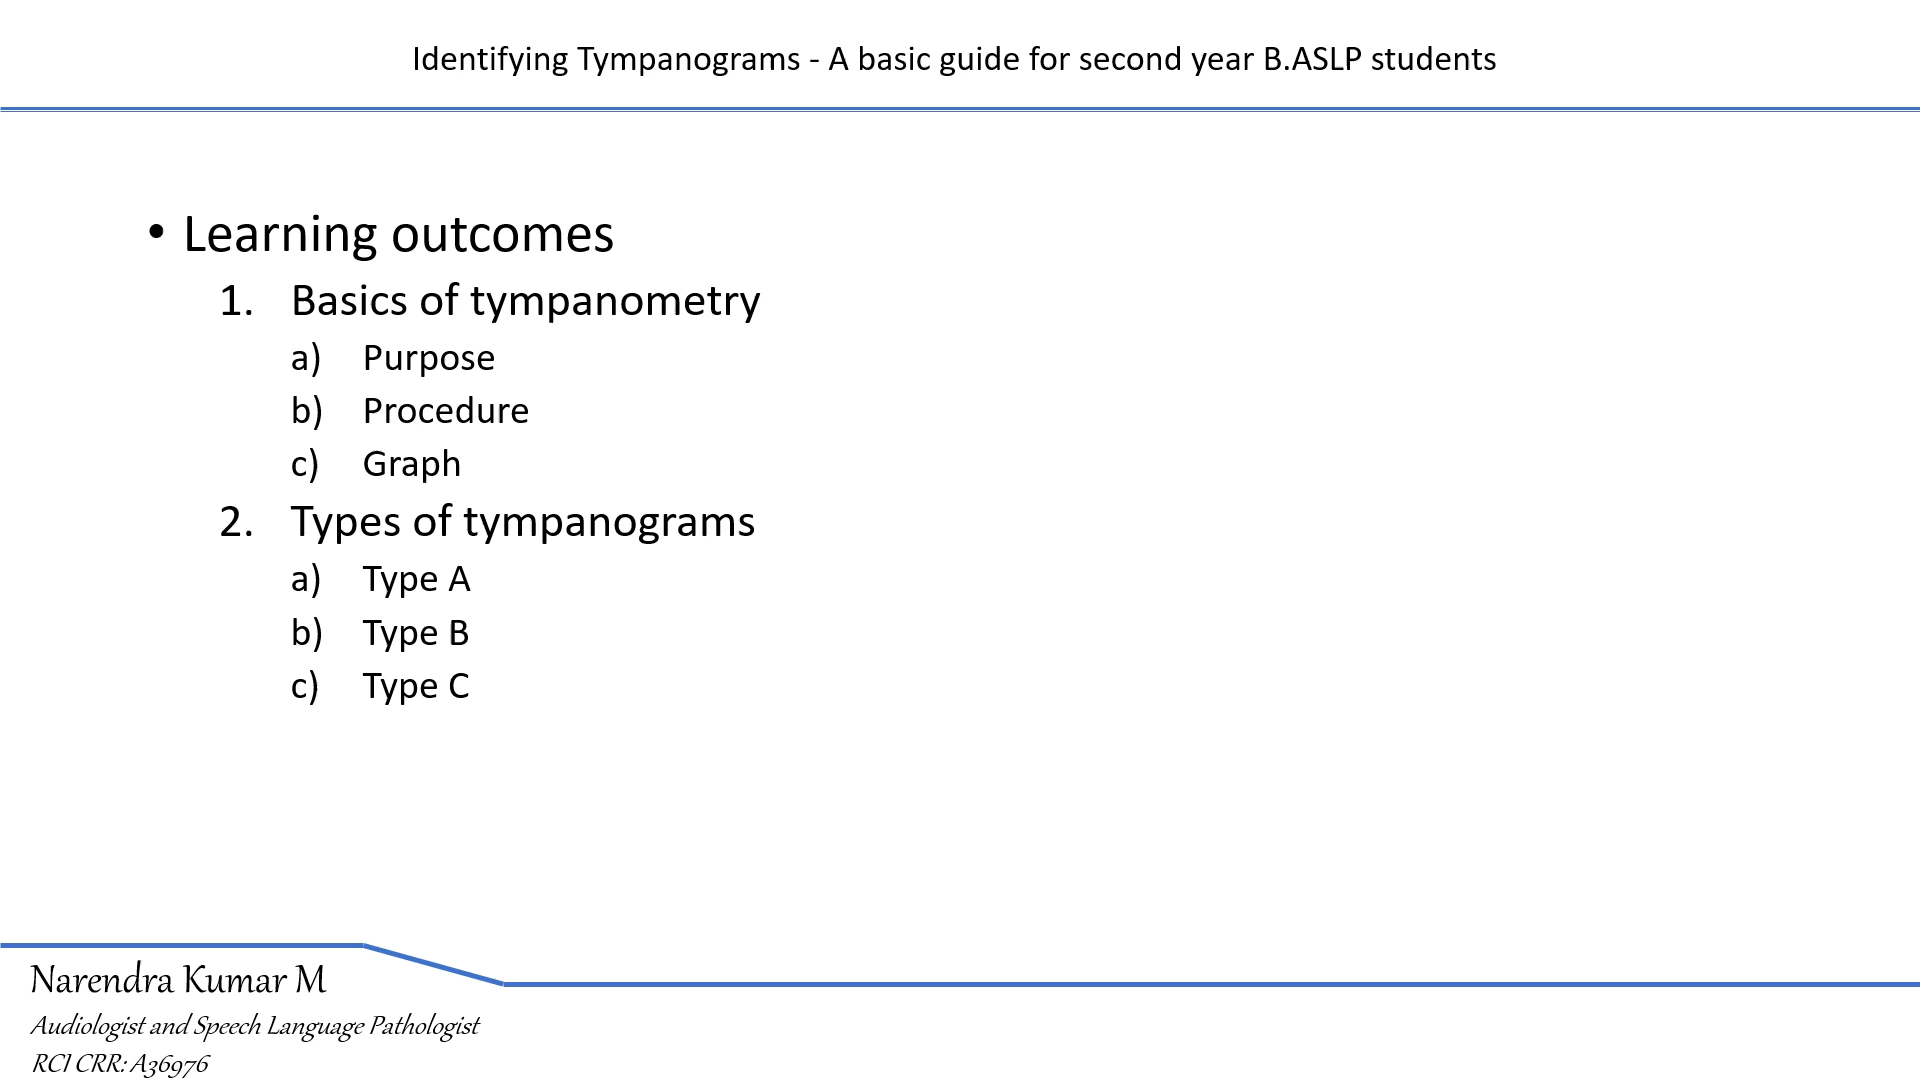 Identifying Tympanograms - A basic guide for second year B.ASLP students
• Learning outcomes
1. Basics of tympanometry
a) Purpose
b) Procedure
c) Graph
2. Types of tympanograms
a) Type A
b) Type B
c) Type C
Narendra Kumar M
Audiologist and Speech Language Pathologist
RCI CRR: A36976